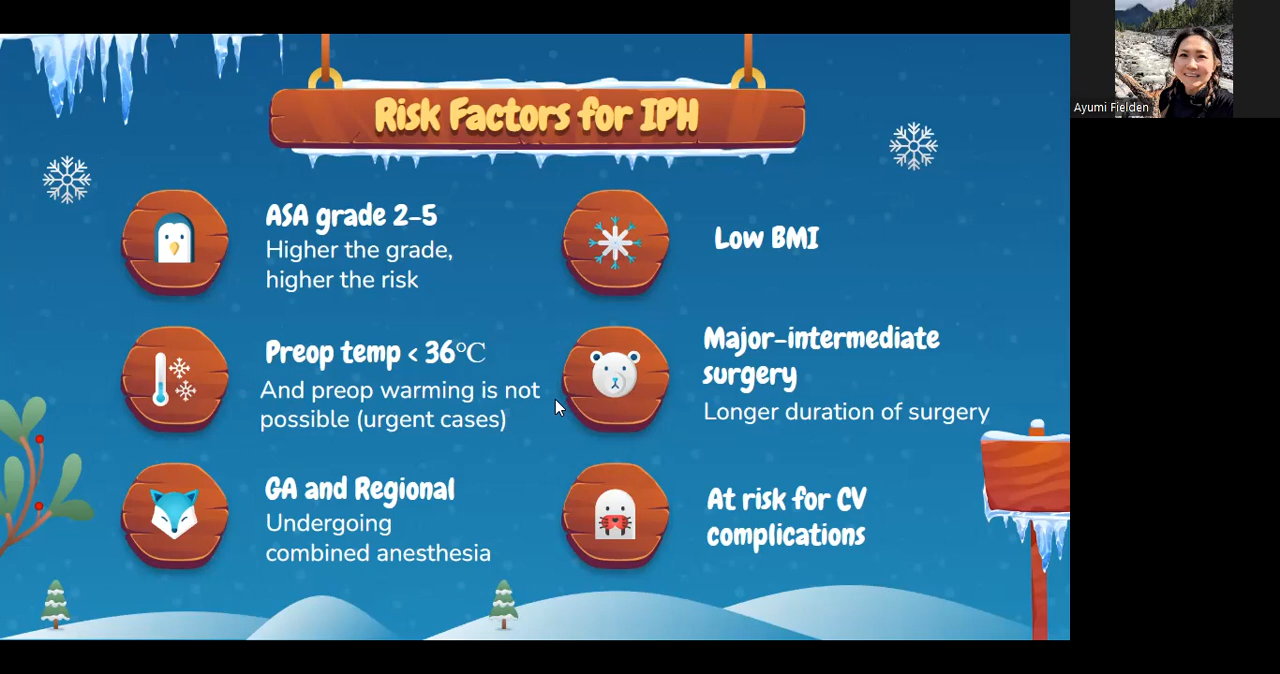 Risk Factors for IPH
ASA grade 2-5
Higher the grade,
higher the risk
Low BMI
Preop temp < 36℃
And preop warming is not
possible (urgent cases)
Major-intermediate
surgery
Longer duration of surgery
GA and Regional
Undergoing
combined anesthesia
At risk for CV
complications
Ayumi Fielden